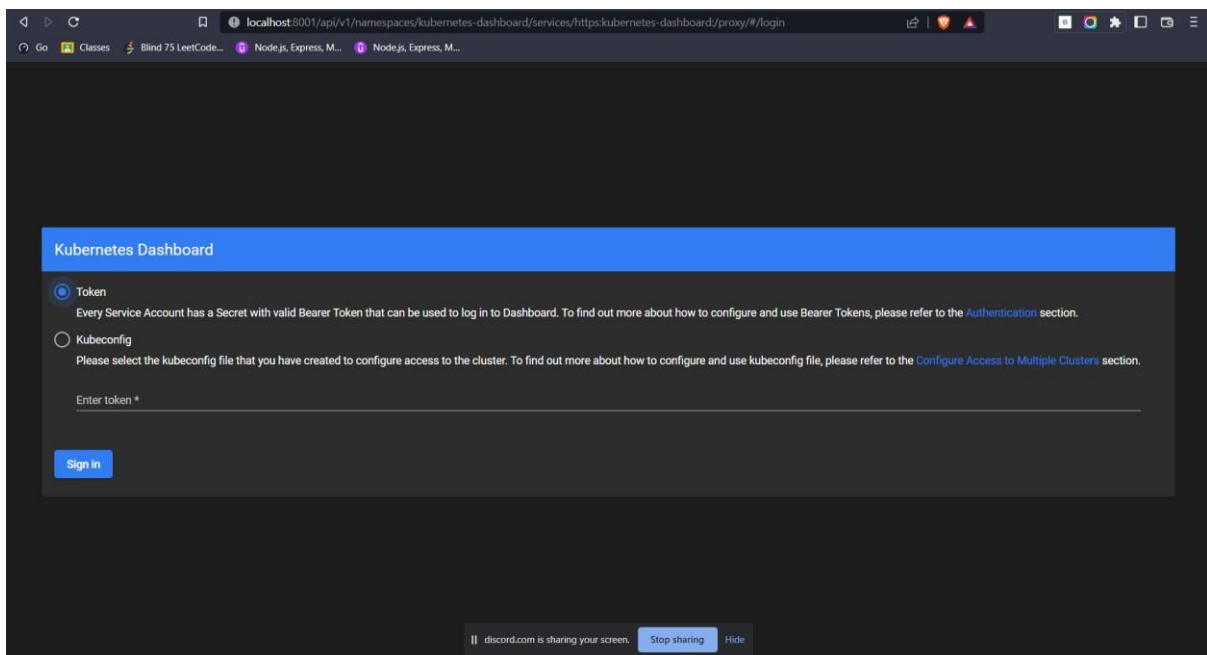 localhost:8001/api/v1/namespaces/kubernetes-dashboard/services/https:kubernetes-dashboard:/proxy/#/login
Go Classes Blind 75 LeetCode... Node.js, Express, M... Node.js, Express, M...
Kubernetes Dashboard
Token
Every Service Account has a Secret with valid Bearer Token that can be used to log in to Dashboard. To find out more about how to configure and use Bearer Tokens, please refer to the Authentication section.
Kubeconfig
Please select the kubeconfig file that you have created to configure access to the cluster. To find out more about how to configure and use kubeconfig file, please refer to the Configure Access to Multiple Clusters section.
Enter token *
Sign in
discord.com is sharing your screen. Stop sharing Hide